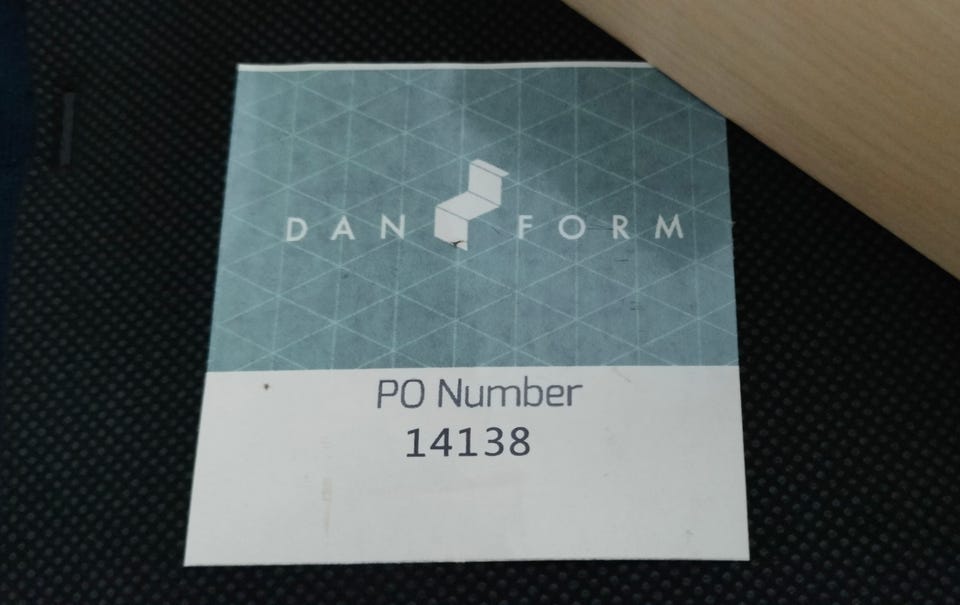 DAN FORM
PO Number
14138